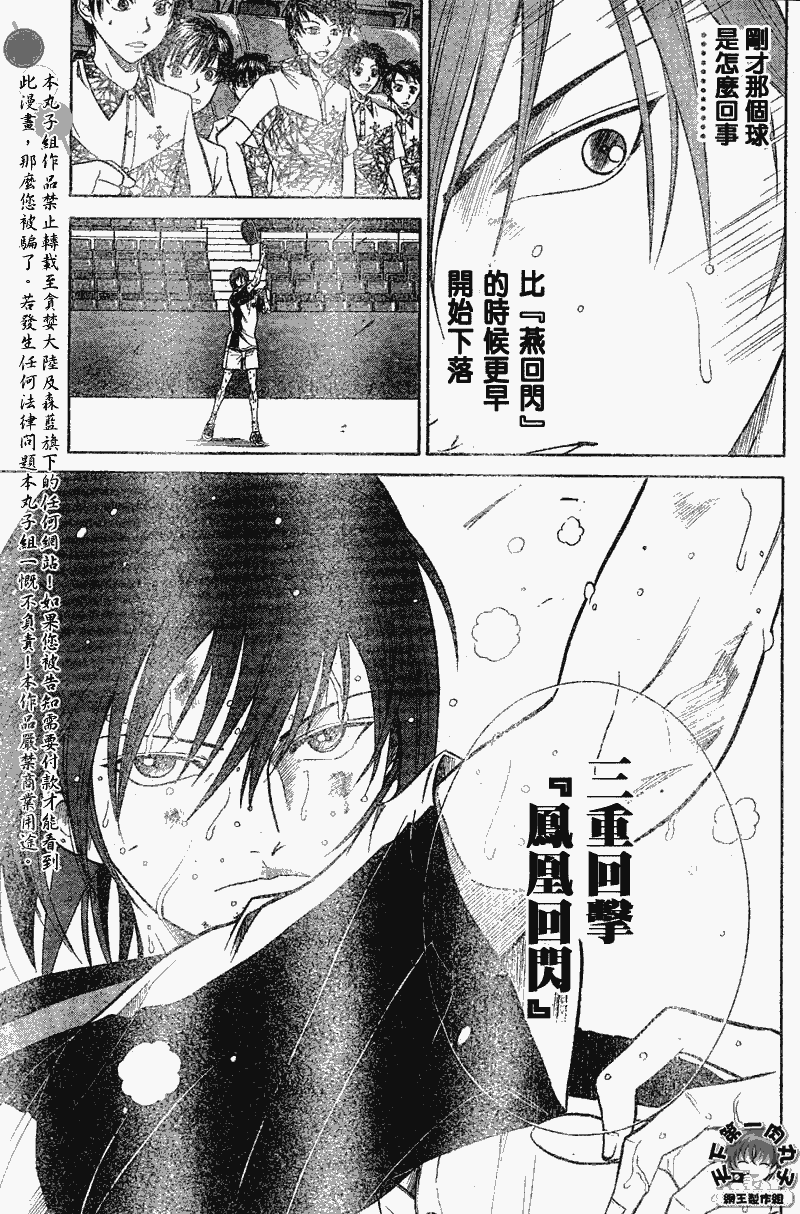 剛才那個球
是怎麼回事
⋯⋯⋯⋯
比『燕回閃』
的時候更早
開始下落
三重回擊
『鳳凰回閃』
本丸子組作品禁止轉載至貪婪大陸及森藍旗下的任何網站！如果您被告知需要付款才能看到
此漫畫，那麼您被騙了。若發生任何法律問題本丸子組一慨不負責！本作品嚴禁商業用途。
網王製作組